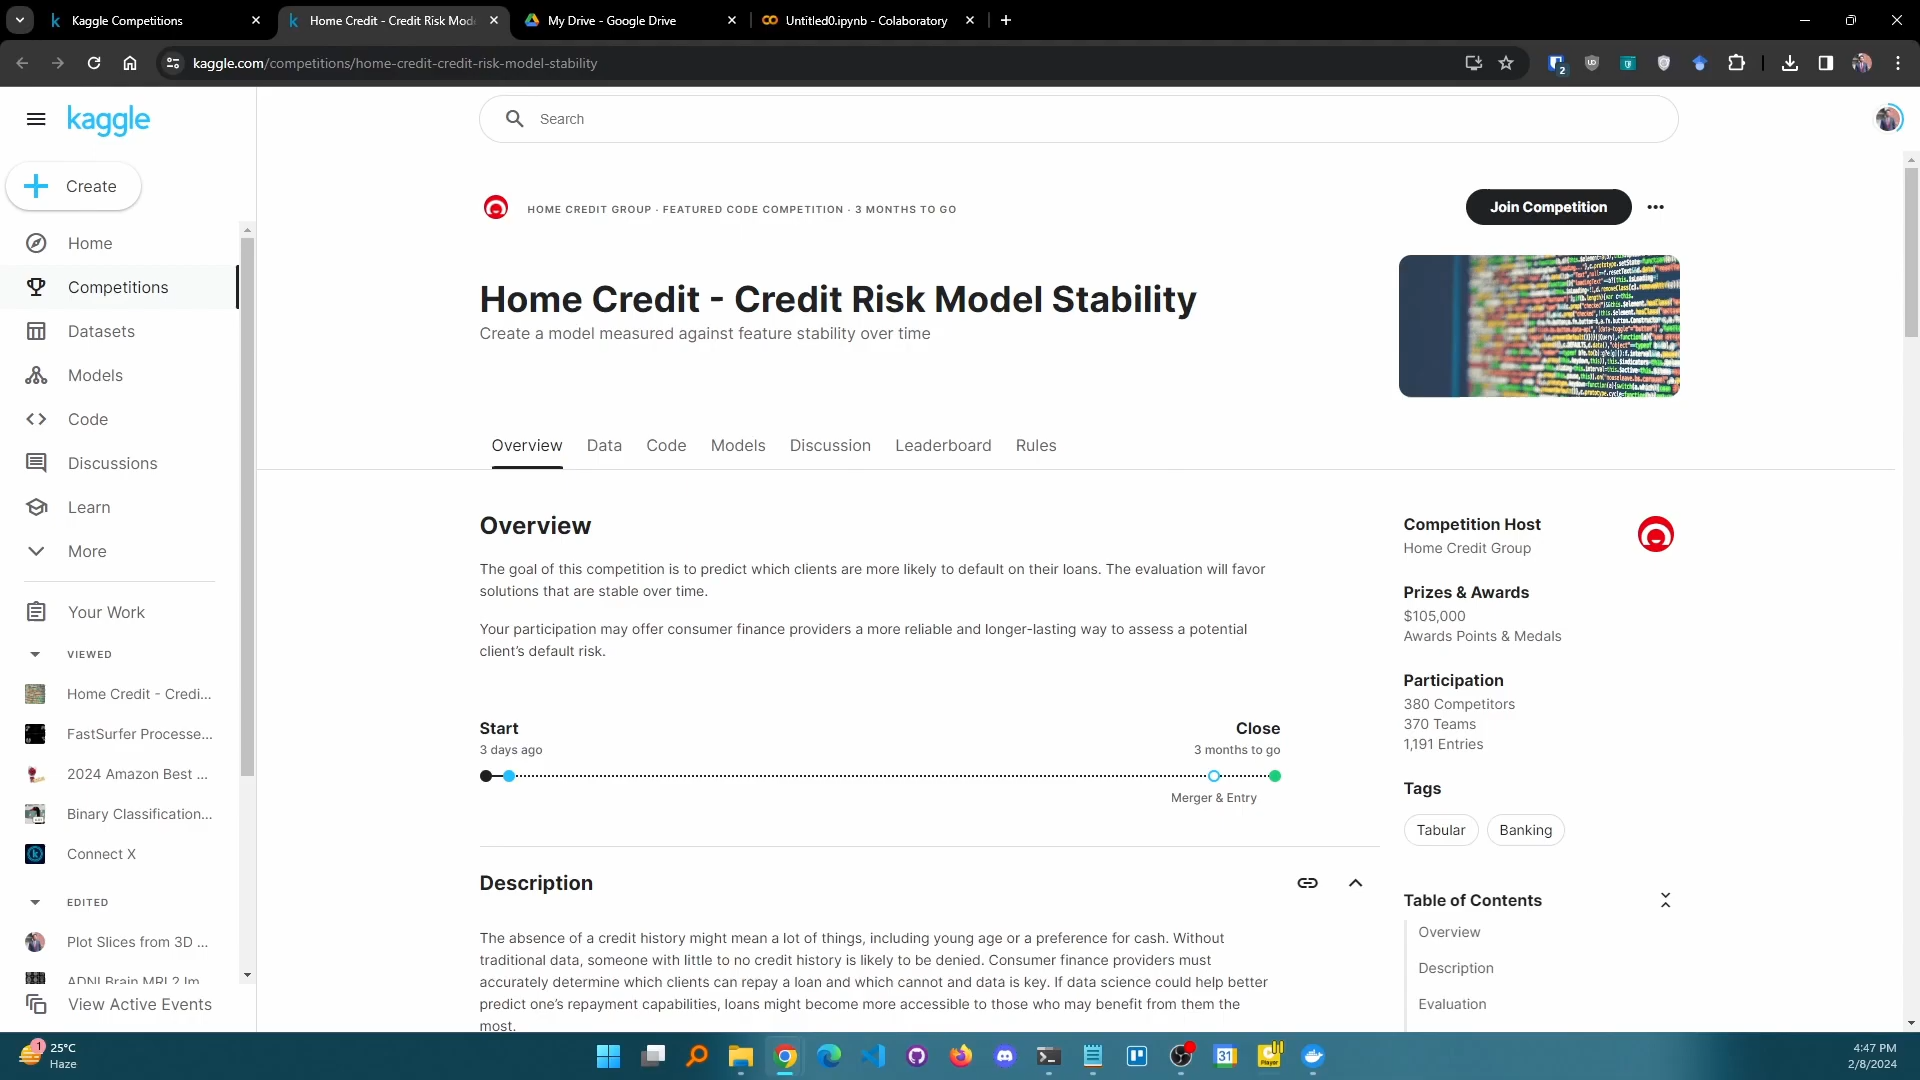 Kaggle Competitions
Home Credit - Credit Risk Mode
My Drive - Google Drive
Untitled0.ipynb - Colaboratory
kaggle.com/competitions/home-credit-credit-risk-model-stability
2
kaggle
Search
Create
Home
Competitions
Datasets
Models
Code
Discussions
Learn
More
Your Work
VIEWED
Home Credit - Credi...
FastSurfer Processe...
2024 Amazon Best ...
Binary Classification...
Connect X
EDITED
Plot Slices from 3D ...
ADNI Brain MRI 2 Im
View Active Events
HOME CREDIT GROUP · FEATURED CODE COMPETITION · 3 MONTHS TO GO
Join Competition
Home Credit - Credit Risk Model Stability
Create a model measured against feature stability over time
Overview Data Code Models Discussion Leaderboard Rules
Overview
The goal of this competition is to predict which clients are more likely to default on their loans. The evaluation will favor
solutions that are stable over time.
Your participation may offer consumer finance providers a more reliable and longer-lasting way to assess a potential
client’s default risk.
Start
3 days ago
Close
3 months to go
Merger & Entry
Description
The absence of a credit history might mean a lot of things, including young age or a preference for cash. Without
traditional data, someone with little to no credit history is likely to be denied. Consumer finance providers must
accurately determine which clients can repay a loan and which cannot and data is key. If data science could help better
predict one’s repayment capabilities, loans might become more accessible to those who may benefit from them the
most.
Competition Host
Home Credit Group
Prizes & Awards
$105,000
Awards Points & Medals
Participation
380 Competitors
370 Teams
1,191 Entries
Tags
Tabular
Banking
Table of Contents
Overview
Description
Evaluation
1
25°C
Haze
31
Player
4:47 PM
2/8/2024